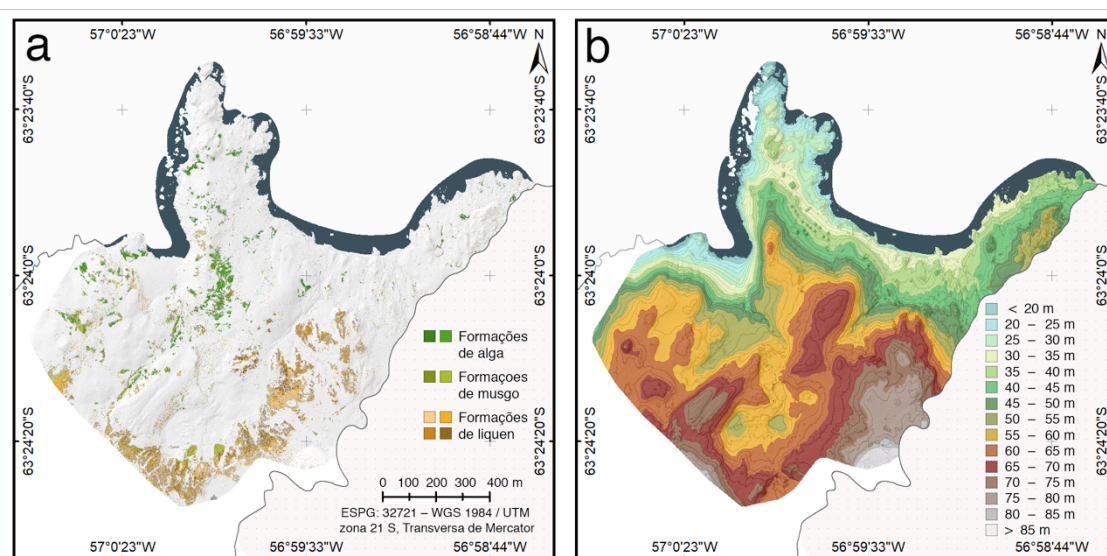 a
57°0'23"W
56°59'33"W
56°58'44"W
N
63°23'40"S
63°23'40"S
63°24'0"S
63°24'0"S
63°24'20"S
63°24'20"S
Formações
de alga
Formaçoes
de musgo
Formações
de liquen
0 100 200 400 m
ESPG: 32721 – WGS 1984 / UTM
zona 21 S, Transversa de Mercator
57°0'23"W
56°59'33"W
56°58'44"W
b
57°0'23"W
56°59'33"W
56°58'44"W
N
63°23'40"S
63°23'40"S
63°24'0"S
63°24'0"S
63°24'20"S
63°24'20"S
< 20 m
20 – 25 m
25 – 30 m
30 – 35 m
35 – 40 m
40 – 45 m
45 – 50 m
50 – 55 m
55 – 60 m
60 – 65 m
65 – 70 m
70 – 75 m
75 – 80 m
80 – 85 m
> 85 m
57°0'23"W
56°59'33"W
56°58'44"W